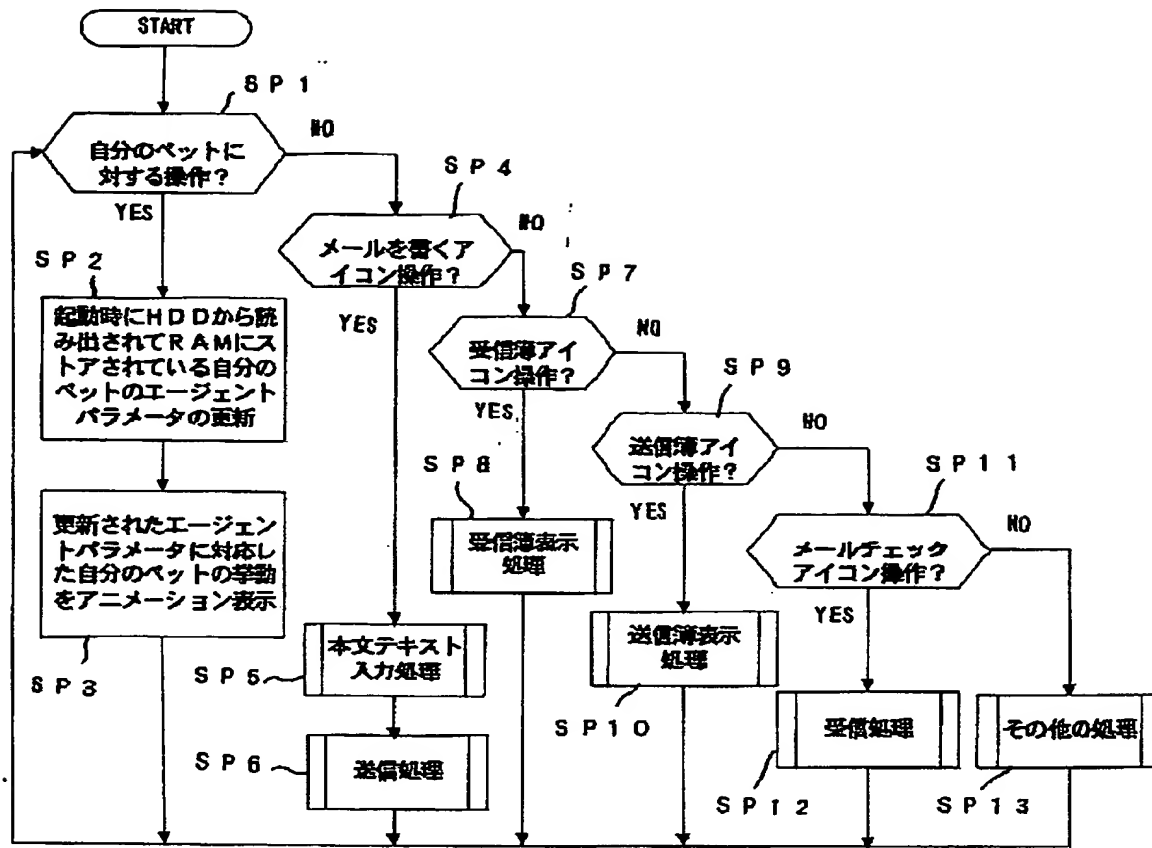 START
SP1
自分のペットに
対する操作?
NO
YES
SP2
起動時にHDDから読
み出されてRAMにス
トアされている自分の
ペットのエージェント
パラメータの更新
更新されたエージェン
トパラメータに対応し
た自分のペットの挙動
をアニメーション表示
SP3
SP4
メールを書くア
イコン操作?
NO
YES
SP5
本文テキスト
入力処理
SP6
送信処理
SP7
受信簿アイ
コン操作?
NO
YES
SP8
受信簿表示
処理
SP9
送信簿アイ
コン操作?
NO
YES
送信簿表示
処理
SP10
SP11
メールチェック
アイコン操作?
NO
YES
受信処理
SP12
その他の処理
SP13